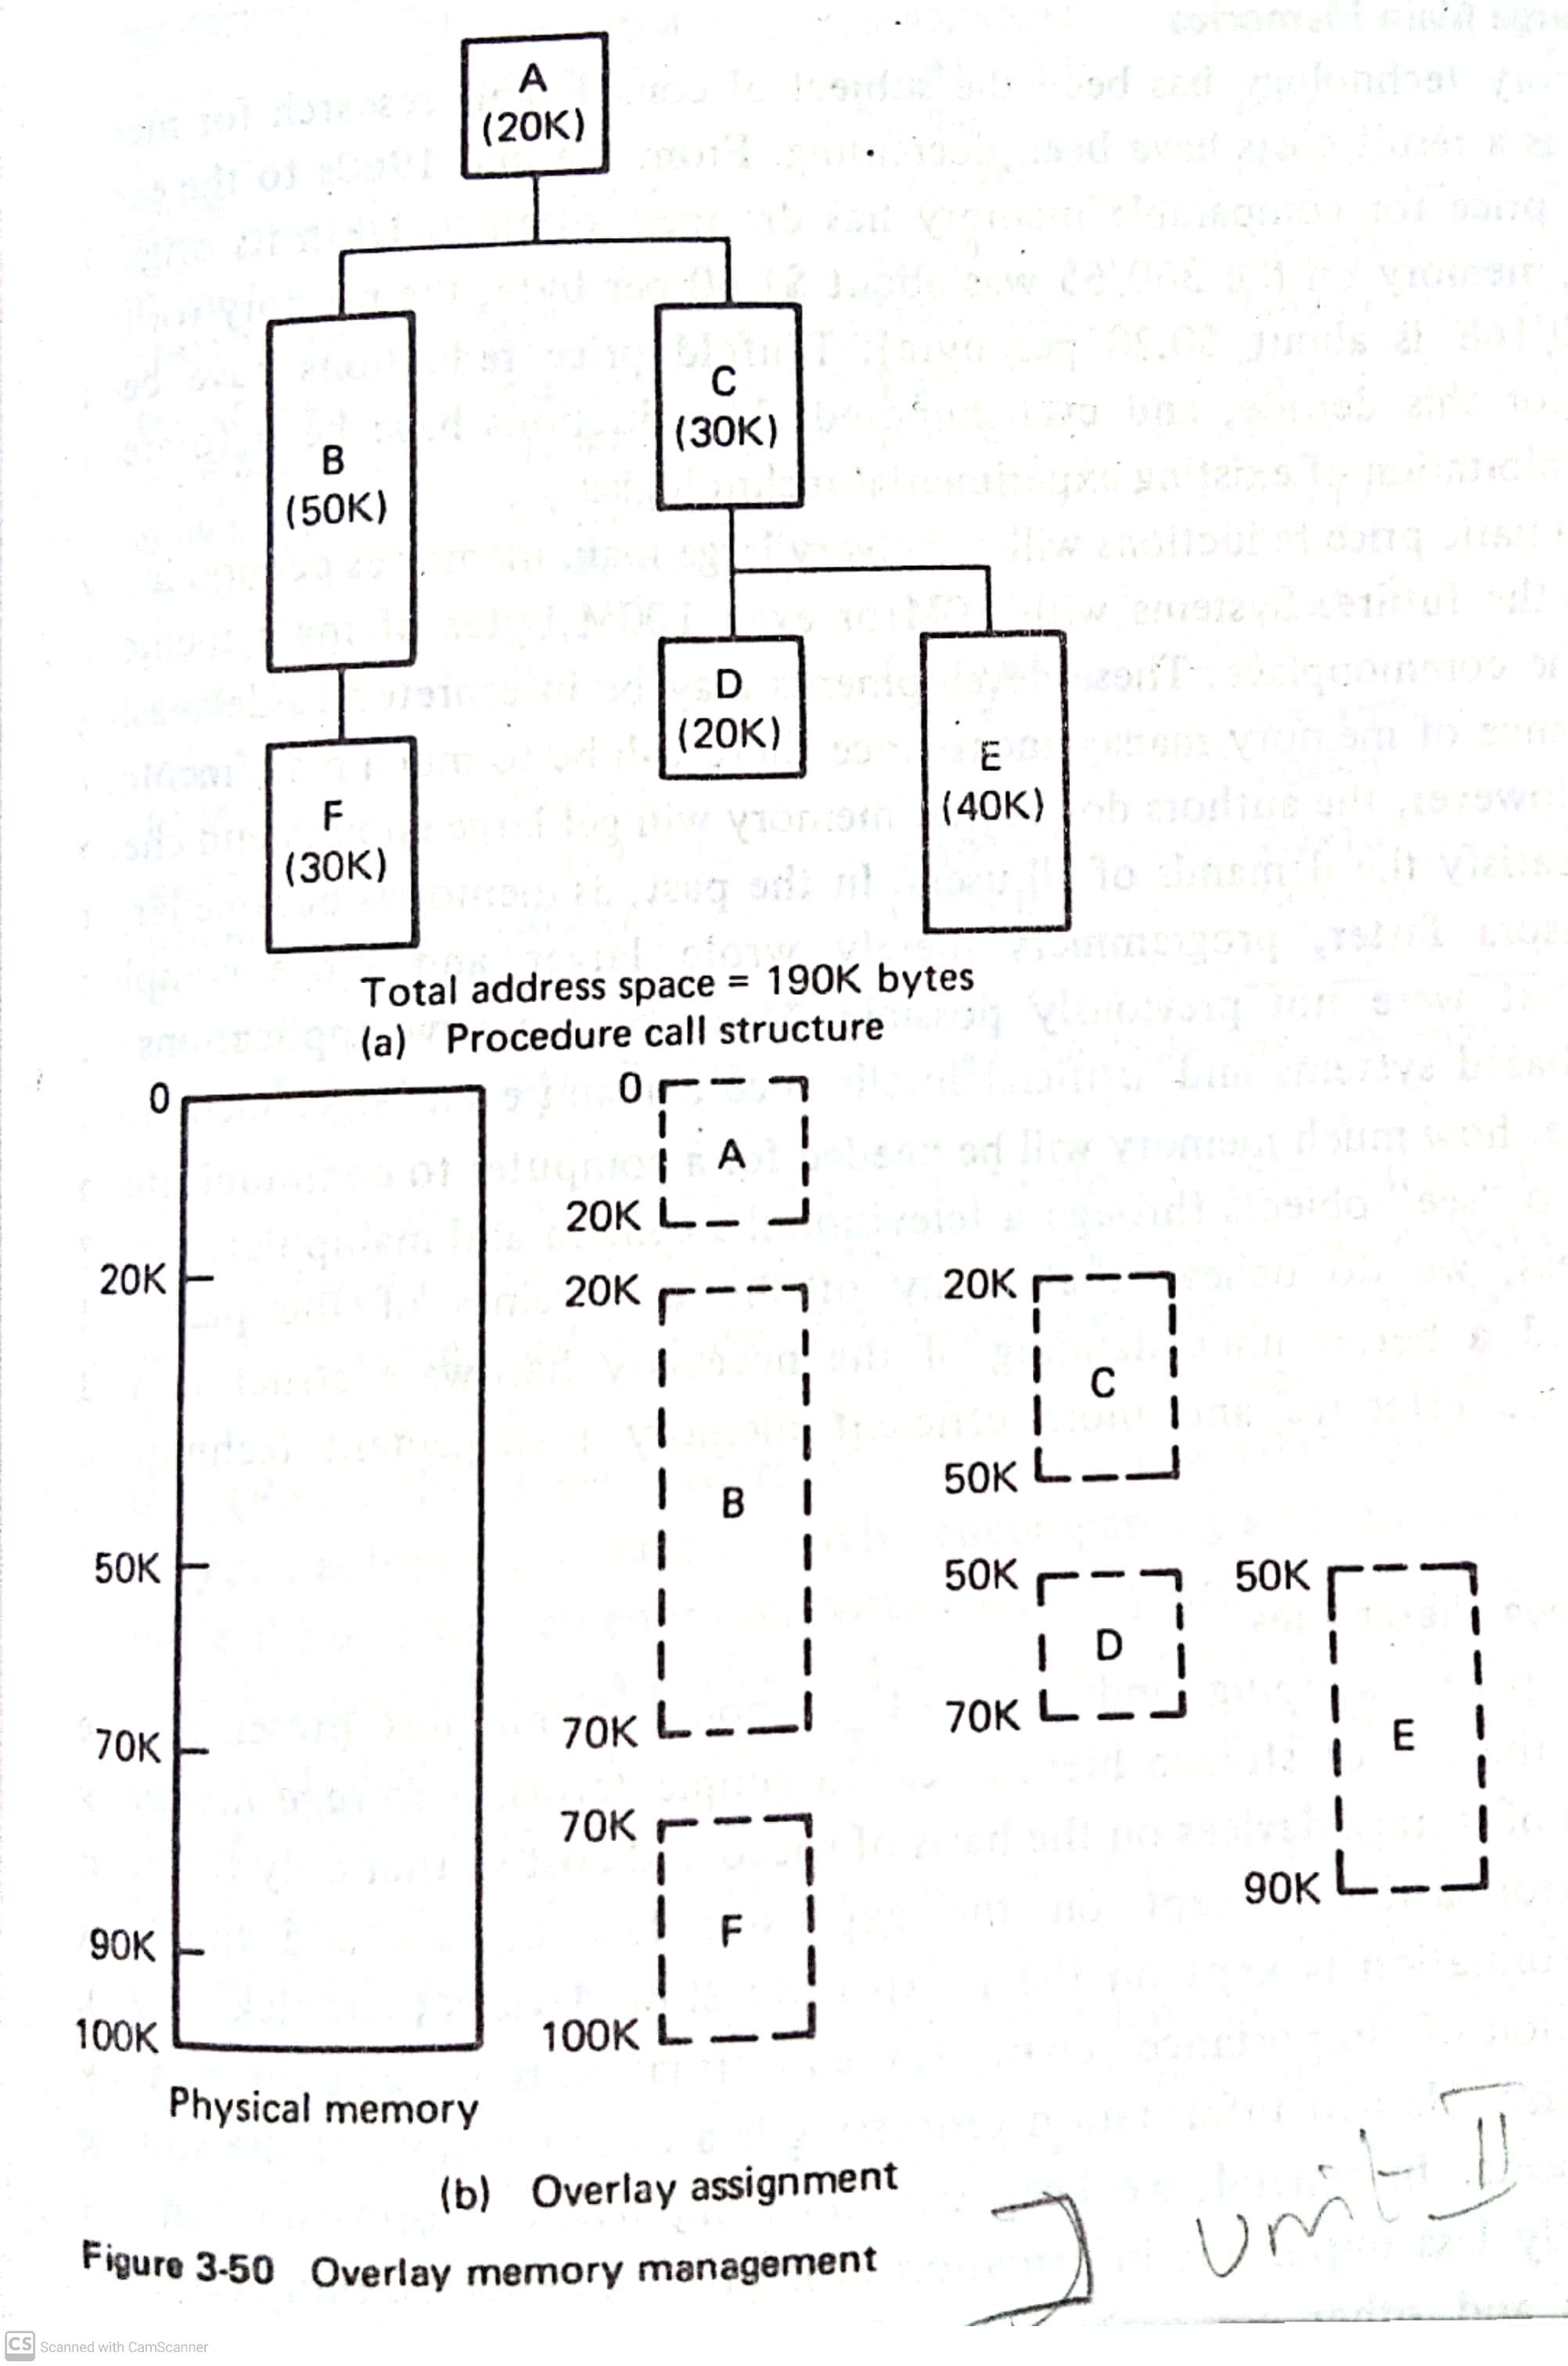 A
(20K)
B
(50K)
C
(30K)
D
(20K)
E
(40K)
F
(30K)
Total address space = 190K bytes
(a) Procedure call structure
0
20K
50K
70K
90K
100K
Physical memory
0
A
20K
20K
B
70K
70K
F
100K
20K
C
50K
50K
D
70K
50K
E
90K
(b) Overlay assignment
Figure 3-50 Overlay memory management
Unit II
CS Scanned with CamScanner